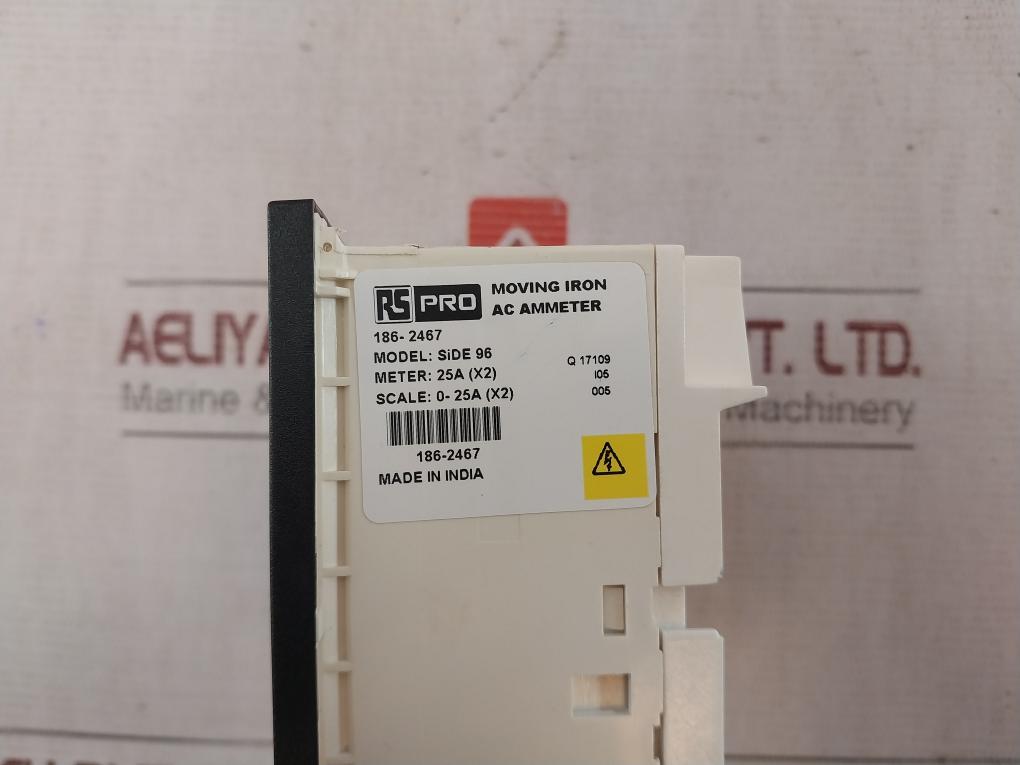 RS PRO MOVING IRON
AC AMMETER
186- 2467
MODEL: SiDE 96
METER: 25A (X2)
SCALE: 0- 25A (X2)
Q 17109
I05
005
186-2467
MADE IN INDIA
T. LTD.
Marine &
Machinery